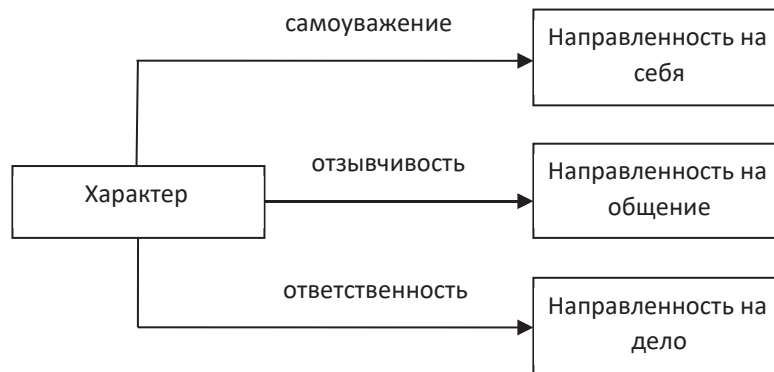 самоуважение
Направленность на
себя
Характер
отзывчивость
Направленность на
общение
ответственность
Направленность на
дело